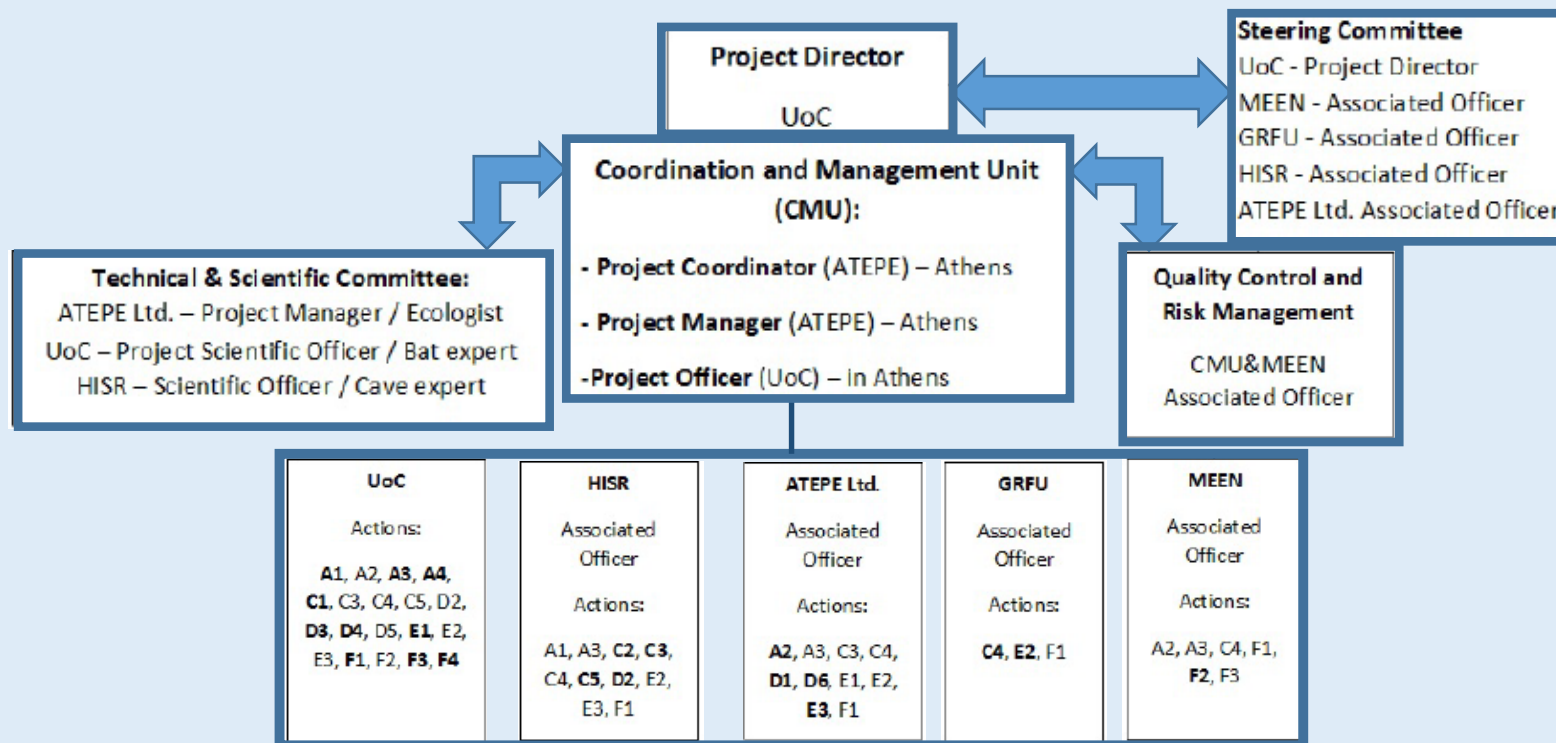 Project Director
UoC
Steering Committee
UoC - Project Director
MEEN - Associated Officer
GRFU - Associated Officer
HISR - Associated Officer
ATEPE Ltd. Associated Officer
Coordination and Management Unit
(CMU):
- Project Coordinator (ATEPE) – Athens
- Project Manager (ATEPE) – Athens
-Project Officer (UoC) – in Athens
Technical & Scientific Committee:
ATEPE Ltd. – Project Manager / Ecologist
UoC – Project Scientific Officer / Bat expert
HISR – Scientific Officer / Cave expert
Quality Control and
Risk Management
CMU&MEEN
Associated Officer
UoC
Actions:
A1, A2, A3, A4,
C1, C3, C4, C5, D2,
D3, D4, D5, E1, E2,
E3, F1, F2, F3, F4
HISR
Associated
Officer
Actions:
A1, A3, C2, C3,
C4, C5, D2, E2,
E3, F1
ATEPE Ltd.
Associated
Officer
Actions:
A2, A3, C3, C4,
D1, D6, E1, E2,
E3, F1
GRFU
Associated
Officer
Actions:
C4, E2, F1
MEEN
Associated
Officer
Actions:
A2, A3, C4, F1,
F2, F3